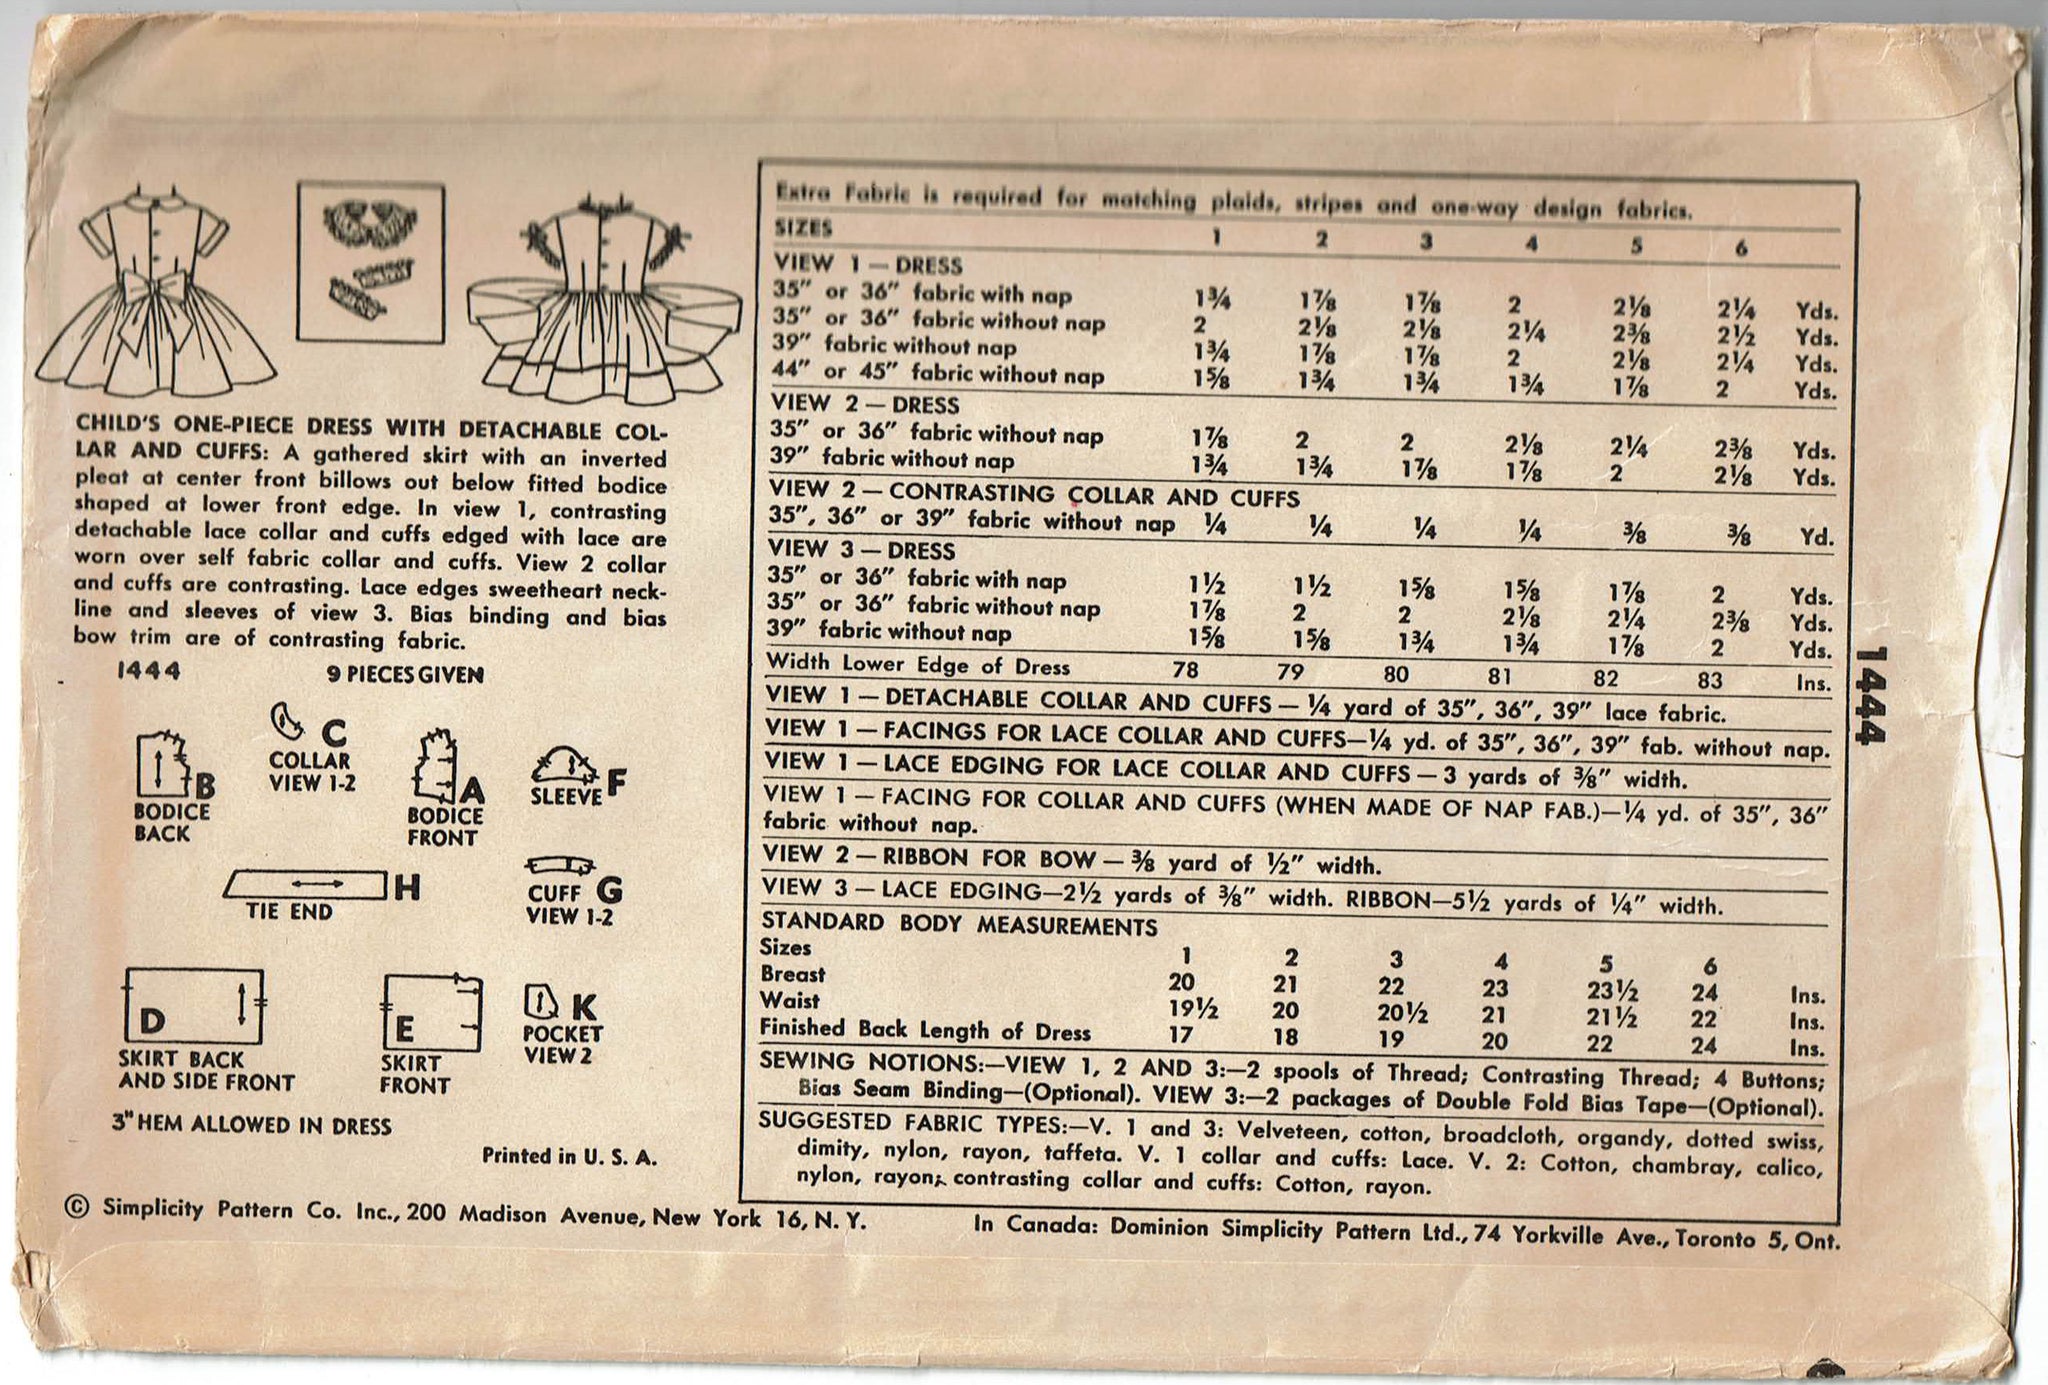 CHILD'S ONE-PIECE DRESS WITH DETACHABLE COL-
LAR AND CUFFS: A gathered skirt with an inverted
pleat at center front billows out below fitted bodice
shaped at lower front edge. In view 1, contrasting
detachable lace collar and cuffs edged with lace are
worn over self fabric collar and cuffs. View 2 collar
and cuffs are contrasting. Lace edges sweetheart neck-
line and sleeves of view 3. Bias binding and bias
bow trim are of contrasting fabric.
1444 9 PIECES GIVEN
C
COLLAR
VIEW 1-2
B
BODICE
BACK
A
BODICE
FRONT
F
SLEEVE
H
TIE END
G
CUFF
VIEW 1-2
D
SKIRT BACK
AND SIDE FRONT
E
SKIRT
FRONT
K
POCKET
VIEW 2
3" HEM ALLOWED IN DRESS
Printed in U. S. A.
Extra Fabric is required for matching plaids, stripes and one-way design fabrics.
SIZES 1 2 3 4 5 6
VIEW 1 — DRESS
35" or 36" fabric with nap 1¾ 1⅞ 1⅞ 2 2⅛ 2¼ Yds.
35" or 36" fabric without nap 2 2⅛ 2⅛ 2¼ 2⅜ 2½ Yds.
39" fabric without nap 1¾ 1⅞ 1⅞ 2 2⅛ 2¼ Yds.
44" or 45" fabric without nap 1⅝ 1¾ 1¾ 1¾ 1⅞ 2 Yds.
VIEW 2 — DRESS
35" or 36" fabric without nap 1⅞ 2 2 2⅛ 2¼ 2⅜ Yds.
39" fabric without nap 1¾ 1¾ 1⅞ 1⅞ 2 2⅛ Yds.
VIEW 2 — CONTRASTING COLLAR AND CUFFS
35", 36" or 39" fabric without nap ¼ ¼ ¼ ¼ ⅜ ⅜ Yd.
VIEW 3 — DRESS
35" or 36" fabric with nap 1½ 1½ 1⅝ 1⅝ 1⅞ 2 Yds.
35" or 36" fabric without nap 1⅞ 2 2 2⅛ 2¼ 2⅜ Yds.
39" fabric without nap 1⅝ 1⅝ 1¾ 1¾ 1⅞ 2 Yds.
Width Lower Edge of Dress 78 79 80 81 82 83 Ins.
VIEW 1 — DETACHABLE COLLAR AND CUFFS — ¼ yard of 35", 36", 39" lace fabric.
VIEW 1 — FACINGS FOR LACE COLLAR AND CUFFS—¼ yd. of 35", 36", 39" fab. without nap.
VIEW 1 — LACE EDGING FOR LACE COLLAR AND CUFFS — 3 yards of ⅜" width.
VIEW 1 — FACING FOR COLLAR AND CUFFS (WHEN MADE OF NAP FAB.)—¼ yd. of 35", 36"
fabric without nap.
VIEW 2 — RIBBON FOR BOW — ⅜ yard of ½" width.
VIEW 3 — LACE EDGING—2½ yards of ⅜" width. RIBBON—5½ yards of ¼" width.
STANDARD BODY MEASUREMENTS
Sizes 1 2 3 4 5 6
Breast 20 21 22 23 23½ 24 Ins.
Waist 19½ 20 20½ 21 21½ 22 Ins.
Finished Back Length of Dress 17 18 19 20 22 24 Ins.
SEWING NOTIONS:—VIEW 1, 2 AND 3:—2 spools of Thread; Contrasting Thread; 4 Buttons;
Bias Seam Binding—(Optional). VIEW 3:—2 packages of Double Fold Bias Tape—(Optional).
SUGGESTED FABRIC TYPES:—V. 1 and 3: Velveteen, cotton, broadcloth, organdy, dotted swiss,
dimity, nylon, rayon, taffeta. V. 1 collar and cuffs: Lace. V. 2: Cotton, chambray, calico,
nylon, rayon; contrasting collar and cuffs: Cotton, rayon.
1444
© Simplicity Pattern Co. Inc., 200 Madison Avenue, New York 16, N. Y. In Canada: Dominion Simplicity Pattern Ltd., 74 Yorkville Ave., Toronto 5, Ont.